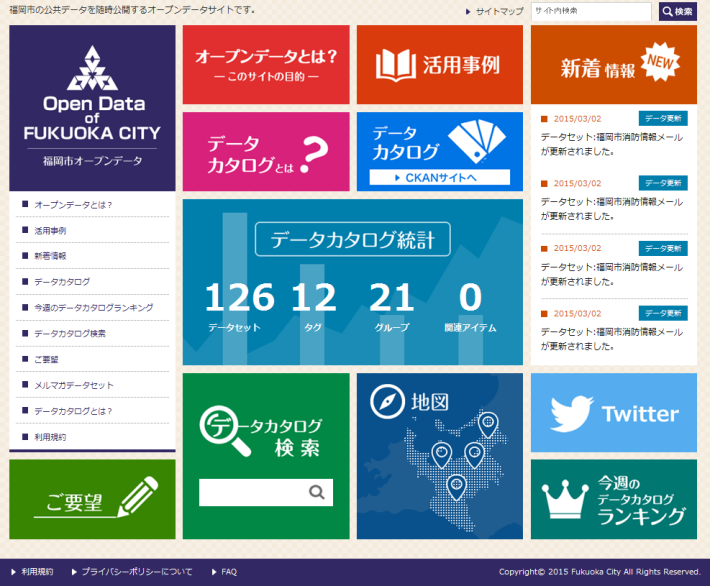 福岡市の公共データを随時公開するオープンデータサイトです。
サイトマップ
サイト内検索
検索
Open Data
of
FUKUOKA CITY
福岡市オープンデータ
オープンデータとは？
活用事例
新着情報
データカタログ
今週のデータカタログランキング
データカタログ検索
ご要望
メルマガデータセット
データカタログとは？
利用規約
ご要望
オープンデータとは？
ーこのサイトの目的ー
活用事例
データ
カタログとは？
データ
カタログ
CKANサイトへ
データカタログ統計
126 12 21 0
データセット タグ グループ 関連アイテム
データカタログ
検索
地図
新着情報 NEW
2015/03/02 データ更新
データセット:福岡市消防情報メール
が更新されました。
2015/03/02 データ更新
データセット:福岡市消防情報メール
が更新されました。
2015/03/02 データ更新
データセット:福岡市消防情報メール
が更新されました。
2015/03/02 データ更新
データセット:福岡市消防情報メール
が更新されました。
Twitter
今週の
データカタログ
ランキング
利用規約 プライバシーポリシーについて FAQ
Copyright© 2015 Fukuoka City All Rights Reserved.